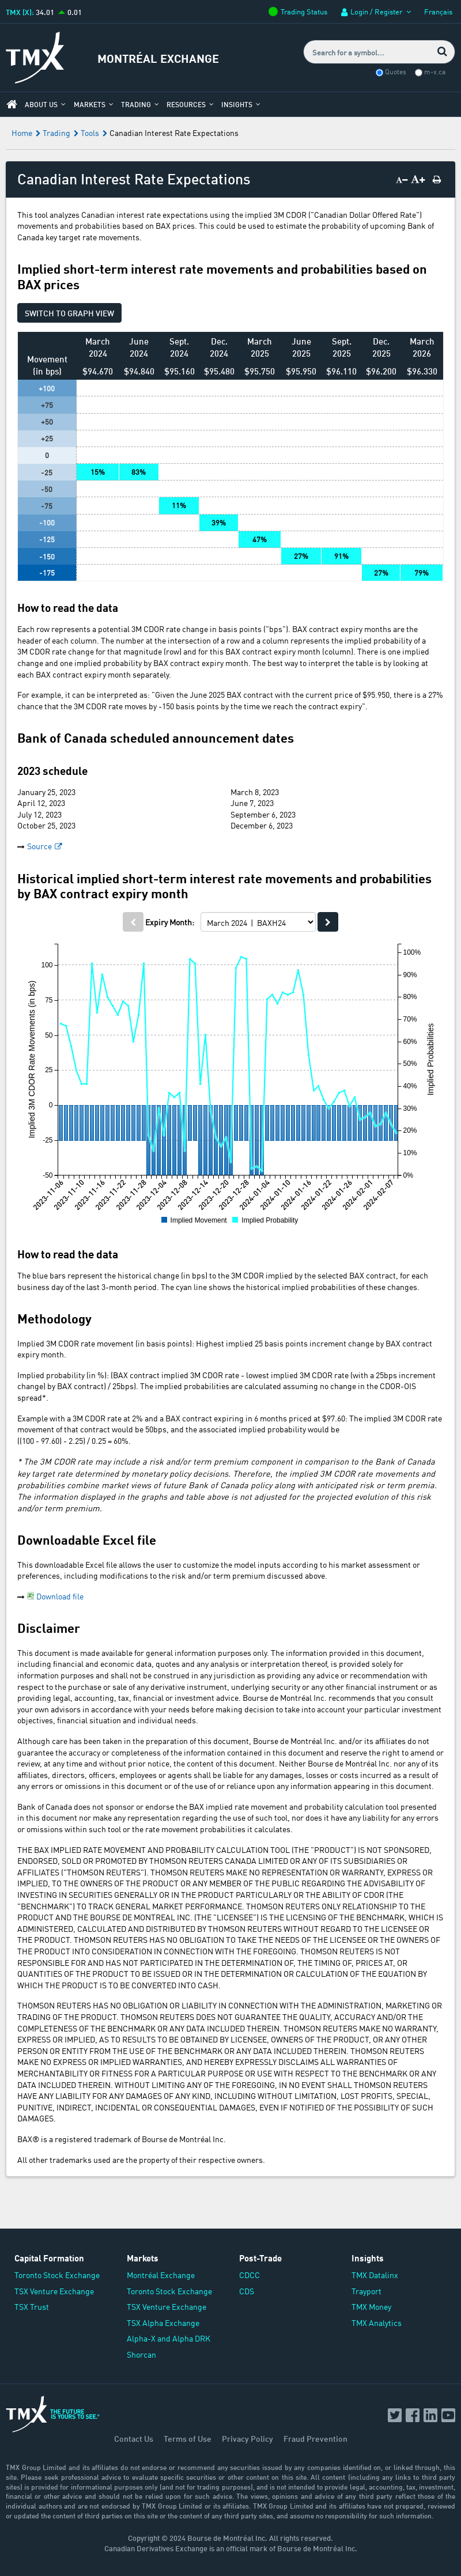 TMX (X): 34.01 0.01
Trading Status
Login / Register
Français
TMX
MONTRÉAL EXCHANGE
Search for a symbol...
Quotes m-x.ca
ABOUT US MARKETS TRADING RESOURCES INSIGHTS
Home > Trading > Tools > Canadian Interest Rate Expectations
Canadian Interest Rate Expectations
A− A+
This tool analyzes Canadian interest rate expectations using the implied 3M CDOR ("Canadian Dollar Offered Rate")
movements and probabilities based on BAX prices. This could be used to estimate the probability of upcoming Bank of
Canada key target rate movements.
Implied short-term interest rate movements and probabilities based on
BAX prices
SWITCH TO GRAPH VIEW
Movement (in bps) March 2024 June 2024 Sept. 2024 Dec. 2024 March 2025 June 2025 Sept. 2025 Dec. 2025 March 2026
$94.670 $94.840 $95.160 $95.480 $95.750 $95.950 $96.110 $96.200 $96.330
+100
+75
+50
+25
0
-25 15% 83%
-50
-75 11%
-100 39%
-125 47%
-150 27% 91%
-175 27% 79%
How to read the data
Each row represents a potential 3M CDOR rate change in basis points ("bps"). BAX contract expiry months are the
header of each column. The number at the intersection of a row and a column represents the implied probability of a
3M CDOR rate change for that magnitude (row) and for this BAX contract expiry month (column). There is one implied
change and one implied probability by BAX contract expiry month. The best way to interpret the table is by looking at
each BAX contract expiry month separately.
For example, it can be interpreted as: "Given the June 2025 BAX contract with the current price of $95.950, there is a 27%
chance that the 3M CDOR rate moves by -150 basis points by the time we reach the contract expiry".
Bank of Canada scheduled announcement dates
2023 schedule
January 25, 2023 March 8, 2023
April 12, 2023 June 7, 2023
July 12, 2023 September 6, 2023
October 25, 2023 December 6, 2023
Source
Historical implied short-term interest rate movements and probabilities
by BAX contract expiry month
Expiry Month: March 2024 | BAXH24
Implied 3M CDOR Rate Movements (in bps)
100
75
50
25
0
-25
-50
100%
90%
80%
70%
60%
50%
40%
30%
20%
10%
0%
Implied Probabilities
2023-11-06 2023-11-10 2023-11-16 2023-11-22 2023-11-28 2023-12-04 2023-12-08 2023-12-14 2023-12-20 2023-12-28 2024-01-04 2024-01-10 2024-01-16 2024-01-22 2024-01-26 2024-02-01 2024-02-07
Implied Movement Implied Probability
How to read the data
The blue bars represent the historical change (in bps) to the 3M CDOR implied by the selected BAX contract, for each
business day of the last 3-month period. The cyan line shows the historical implied probabilities of these changes.
Methodology
Implied 3M CDOR rate movement (in basis points): Highest implied 25 basis points increment change by BAX contract
expiry month.
Implied probability (in %): (BAX contract implied 3M CDOR rate - lowest implied 3M CDOR rate (with a 25bps increment
change) by BAX contract) / 25bps). The implied probabilities are calculated assuming no change in the CDOR-OIS
spread*.
Example with a 3M CDOR rate at 2% and a BAX contract expiring in 6 months priced at $97.60: The implied 3M CDOR rate
movement of that contract would be 50bps, and the associated implied probability would be
((100 - 97.60) - 2.25) / 0.25 = 60%.
* The 3M CDOR rate may include a risk and/or term premium component in comparison to the Bank of Canada
key target rate determined by monetary policy decisions. Therefore, the implied 3M CDOR rate movements and
probabilities combine market views of future Bank of Canada policy along with anticipated risk or term premia.
The information displayed in the graphs and table above is not adjusted for the projected evolution of this risk
and/or term premium.
Downloadable Excel file
This downloadable Excel file allows the user to customize the model inputs according to his market assessment or
preferences, including modifications to the risk and/or term premium discussed above.
Download file
Disclaimer
This document is made available for general information purposes only. The information provided in this document,
including financial and economic data, quotes and any analysis or interpretation thereof, is provided solely for
information purposes and shall not be construed in any jurisdiction as providing any advice or recommendation with
respect to the purchase or sale of any derivative instrument, underlying security or any other financial instrument or as
providing legal, accounting, tax, financial or investment advice. Bourse de Montréal Inc. recommends that you consult
your own advisors in accordance with your needs before making decision to take into account your particular investment
objectives, financial situation and individual needs.
Although care has been taken in the preparation of this document, Bourse de Montréal Inc. and/or its affiliates do not
guarantee the accuracy or completeness of the information contained in this document and reserve the right to amend or
review, at any time and without prior notice, the content of this document. Neither Bourse de Montréal Inc. nor any of its
affiliates, directors, officers, employees or agents shall be liable for any damages, losses or costs incurred as a result of
any errors or omissions in this document or of the use of or reliance upon any information appearing in this document.
Bank of Canada does not sponsor or endorse the BAX implied rate movement and probability calculation tool presented
in this document nor make any representation regarding the use of such tool, nor does it have any liability for any errors
or omissions within such tool or the rate movement probabilities it calculates.
THE BAX IMPLIED RATE MOVEMENT AND PROBABILITY CALCULATION TOOL (THE "PRODUCT") IS NOT SPONSORED,
ENDORSED, SOLD OR PROMOTED BY THOMSON REUTERS CANADA LIMITED OR ANY OF ITS SUBSIDIARIES OR
AFFILIATES ("THOMSON REUTERS"). THOMSON REUTERS MAKE NO REPRESENTATION OR WARRANTY, EXPRESS OR
IMPLIED, TO THE OWNERS OF THE PRODUCT OR ANY MEMBER OF THE PUBLIC REGARDING THE ADVISABILITY OF
INVESTING IN SECURITIES GENERALLY OR IN THE PRODUCT PARTICULARLY OR THE ABILITY OF CDOR (THE
"BENCHMARK") TO TRACK GENERAL MARKET PERFORMANCE. THOMSON REUTERS ONLY RELATIONSHIP TO THE
PRODUCT AND THE BOURSE DE MONTREAL INC. (THE "LICENSEE") IS THE LICENSING OF THE BENCHMARK, WHICH IS
ADMINISTERED, CALCULATED AND DISTRIBUTED BY THOMSON REUTERS WITHOUT REGARD TO THE LICENSEE OR
THE PRODUCT. THOMSON REUTERS HAS NO OBLIGATION TO TAKE THE NEEDS OF THE LICENSEE OR THE OWNERS OF
THE PRODUCT INTO CONSIDERATION IN CONNECTION WITH THE FOREGOING. THOMSON REUTERS IS NOT
RESPONSIBLE FOR AND HAS NOT PARTICIPATED IN THE DETERMINATION OF, THE TIMING OF, PRICES AT, OR
QUANTITIES OF THE PRODUCT TO BE ISSUED OR IN THE DETERMINATION OR CALCULATION OF THE EQUATION BY
WHICH THE PRODUCT IS TO BE CONVERTED INTO CASH.
THOMSON REUTERS HAS NO OBLIGATION OR LIABILITY IN CONNECTION WITH THE ADMINISTRATION, MARKETING OR
TRADING OF THE PRODUCT. THOMSON REUTERS DOES NOT GUARANTEE THE QUALITY, ACCURACY AND/OR THE
COMPLETENESS OF THE BENCHMARK OR ANY DATA INCLUDED THEREIN. THOMSON REUTERS MAKE NO WARRANTY,
EXPRESS OR IMPLIED, AS TO RESULTS TO BE OBTAINED BY LICENSEE, OWNERS OF THE PRODUCT, OR ANY OTHER
PERSON OR ENTITY FROM THE USE OF THE BENCHMARK OR ANY DATA INCLUDED THEREIN. THOMSON REUTERS
MAKE NO EXPRESS OR IMPLIED WARRANTIES, AND HEREBY EXPRESSLY DISCLAIMS ALL WARRANTIES OF
MERCHANTABILITY OR FITNESS FOR A PARTICULAR PURPOSE OR USE WITH RESPECT TO THE BENCHMARK OR ANY
DATA INCLUDED THEREIN. WITHOUT LIMITING ANY OF THE FOREGOING, IN NO EVENT SHALL THOMSON REUTERS
HAVE ANY LIABILITY FOR ANY DAMAGES OF ANY KIND, INCLUDING WITHOUT LIMITATION, LOST PROFITS, SPECIAL,
PUNITIVE, INDIRECT, INCIDENTAL OR CONSEQUENTIAL DAMAGES, EVEN IF NOTIFIED OF THE POSSIBILITY OF SUCH
DAMAGES.
BAX® is a registered trademark of Bourse de Montréal Inc.
All other trademarks used are the property of their respective owners.
Capital Formation Markets Post-Trade Insights
Toronto Stock Exchange Montréal Exchange CDCC TMX Datalinx
TSX Venture Exchange Toronto Stock Exchange CDS Trayport
TSX Trust TSX Venture Exchange TMX Money
TSX Alpha Exchange TMX Analytics
Alpha-X and Alpha DRK
Shorcan
TMX THE FUTURE IS YOURS TO SEE.
Contact Us Terms of Use Privacy Policy Fraud Prevention
TMX Group Limited and its affiliates do not endorse or recommend any securities issued by any companies identified on, or linked through, this
site. Please seek professional advice to evaluate specific securities or other content on this site. All content (including any links to third party
sites) is provided for informational purposes only (and not for trading purposes), and is not intended to provide legal, accounting, tax, investment,
financial or other advice and should not be relied upon for such advice. The views, opinions and advice of any third party reflect those of the
individual authors and are not endorsed by TMX Group Limited or its affiliates. TMX Group Limited and its affiliates have not prepared, reviewed
or updated the content of third parties on this site or the content of any third party sites, and assume no responsibility for such information.
Copyright © 2024 Bourse de Montréal Inc. All rights reserved.
Canadian Derivatives Exchange is an official mark of Bourse de Montréal Inc.